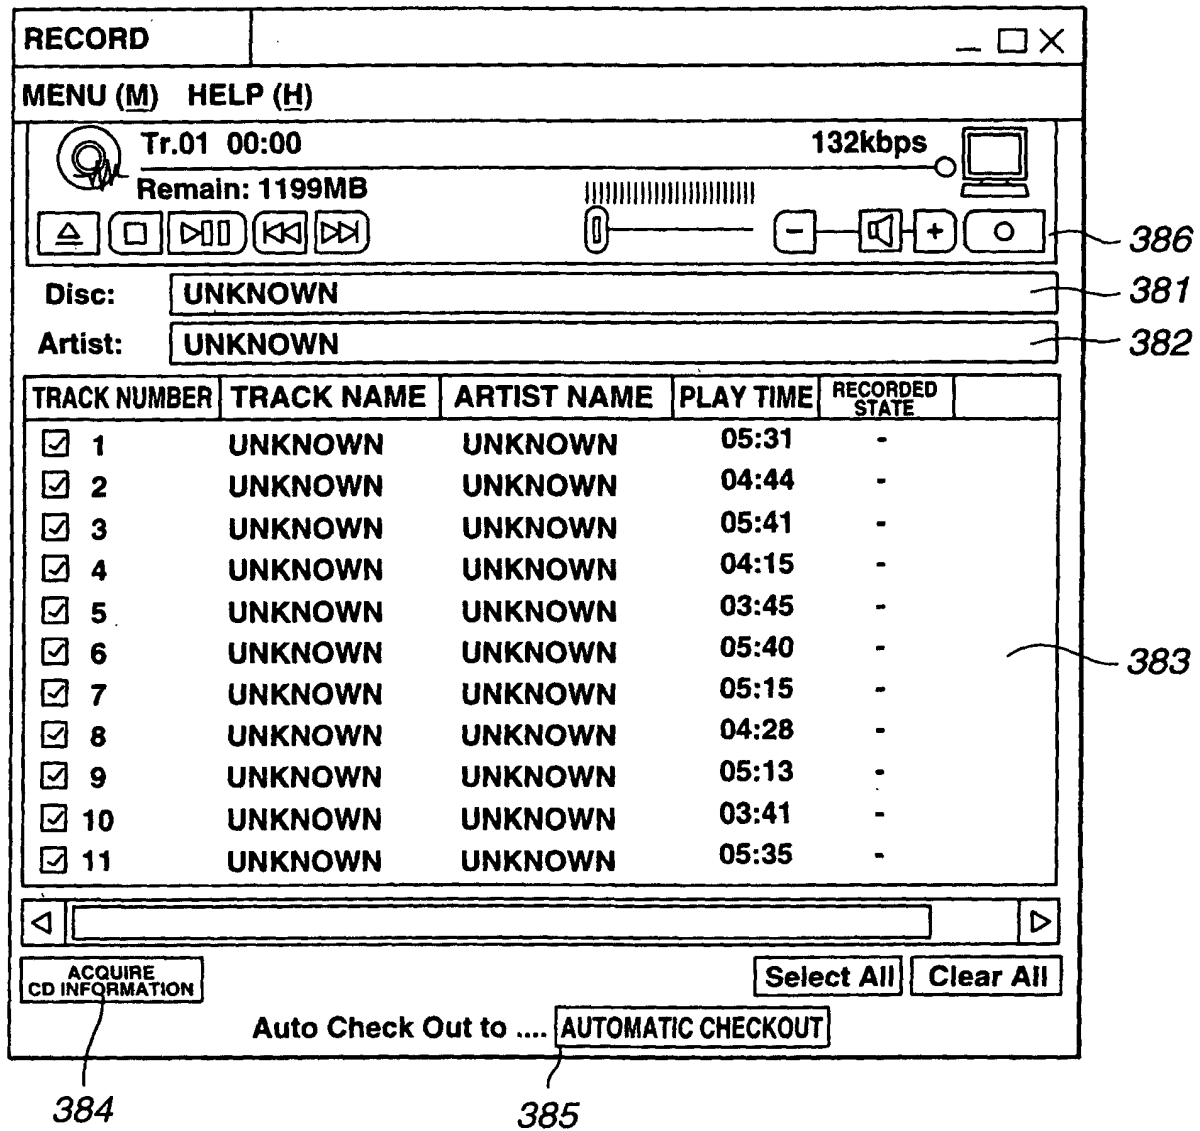 RECORD
MENU (M) HELP (H)
Tr.01 00:00 132kbps
Remain: 1199MB
386
Disc: UNKNOWN 381
Artist: UNKNOWN 382
TRACK NUMBER TRACK NAME ARTIST NAME PLAY TIME RECORDED STATE
1 UNKNOWN UNKNOWN 05:31 -
2 UNKNOWN UNKNOWN 04:44 -
3 UNKNOWN UNKNOWN 05:41 -
4 UNKNOWN UNKNOWN 04:15 -
5 UNKNOWN UNKNOWN 03:45 -
6 UNKNOWN UNKNOWN 05:40 -
383
7 UNKNOWN UNKNOWN 05:15 -
8 UNKNOWN UNKNOWN 04:28 -
9 UNKNOWN UNKNOWN 05:13 -
10 UNKNOWN UNKNOWN 03:41 -
11 UNKNOWN UNKNOWN 05:35 -
ACQUIRE
CD INFORMATION
Select All Clear All
Auto Check Out to .... AUTOMATIC CHECKOUT
384 385